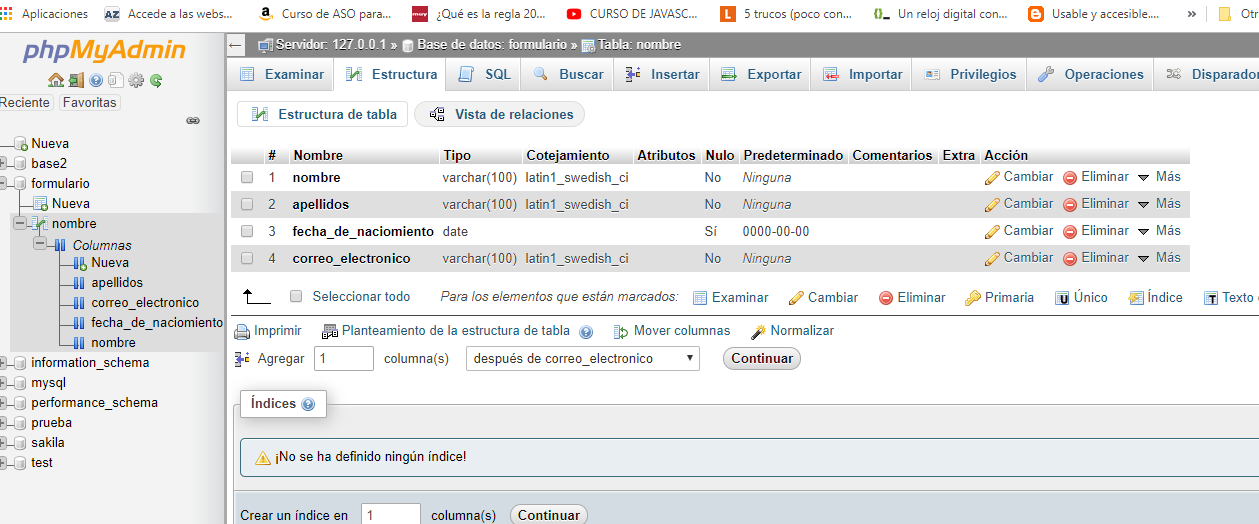 Aplicaciones Accede a las webs... Curso de ASO para... ¿Qué es la regla 20... CURSO DE JAVASC... 5 trucos (poco con... Un reloj digital con... Usable y accesible.... » Otr
phpMyAdmin
Reciente Favoritas
Nueva
base2
formulario
Nueva
nombre
Columnas
Nueva
apellidos
correo_electronico
fecha_de_naciomiento
nombre
information_schema
mysql
performance_schema
prueba
sakila
test
Servidor: 127.0.0.1 » Base de datos: formulario » Tabla: nombre
Examinar Estructura SQL Buscar Insertar Exportar Importar Privilegios Operaciones Disparador
Estructura de tabla Vista de relaciones
# Nombre Tipo Cotejamiento Atributos Nulo Predeterminado Comentarios Extra Acción
1 nombre varchar(100) latin1_swedish_ci No Ninguna Cambiar Eliminar Más
2 apellidos varchar(100) latin1_swedish_ci No Ninguna Cambiar Eliminar Más
3 fecha_de_naciomiento date Sí 0000-00-00 Cambiar Eliminar Más
4 correo_electronico varchar(100) latin1_swedish_ci No Ninguna Cambiar Eliminar Más
Seleccionar todo Para los elementos que están marcados: Examinar Cambiar Eliminar Primaria Único Índice Texto
Imprimir Planteamiento de la estructura de tabla Mover columnas Normalizar
Agregar 1 columna(s) después de correo_electronico Continuar
Índices
¡No se ha definido ningún índice!
Crear un índice en 1 columna(s) Continuar